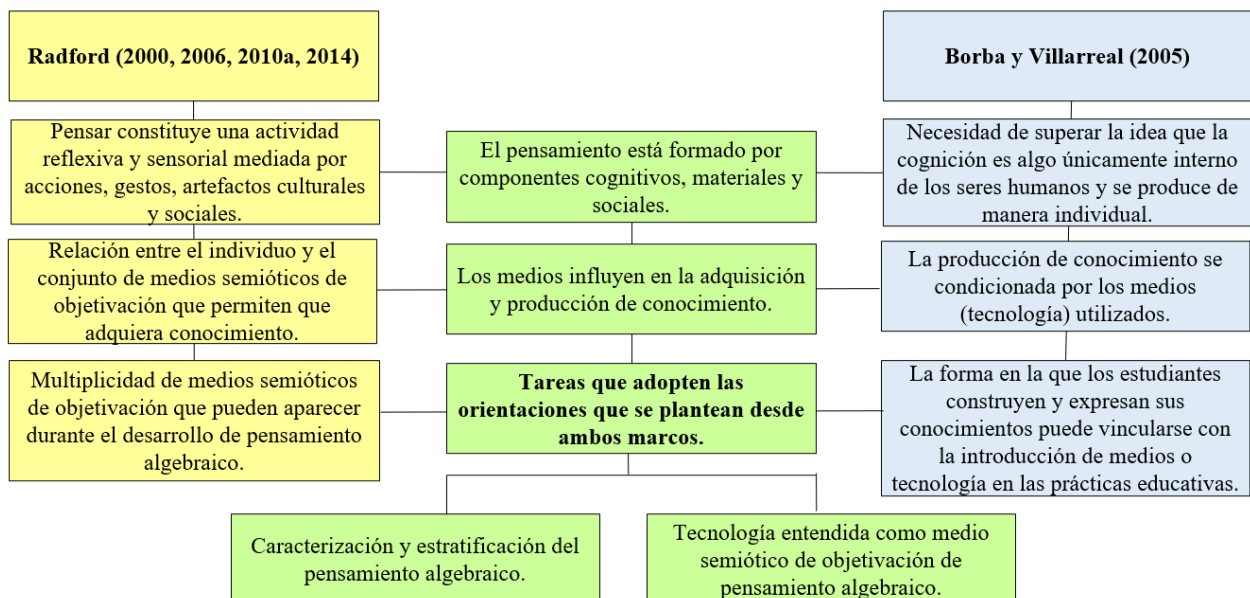 Radford (2000, 2006, 2010a, 2014)
Borba y Villarreal (2005)
Pensar constituye una actividad
reflexiva y sensorial mediada por
acciones, gestos, artefactos culturales
y sociales.
El pensamiento está formado por
componentes cognitivos, materiales y
sociales.
Necesidad de superar la idea que la
cognición es algo únicamente interno
de los seres humanos y se produce de
manera individual.
Relación entre el individuo y el
conjunto de medios semióticos de
objetivación que permiten que
adquiera conocimiento.
Los medios influyen en la adquisición
y producción de conocimiento.
La producción de conocimiento se
condicionada por los medios
(tecnología) utilizados.
Multiplicidad de medios semióticos
de objetivación que pueden aparecer
durante el desarrollo de pensamiento
algebraico.
Tareas que adopten las
orientaciones que se plantean desde
ambos marcos.
La forma en la que los estudiantes
construyen y expresan sus
conocimientos puede vincularse con
la introducción de medios o
tecnología en las prácticas educativas.
Caracterización y estratificación del
pensamiento algebraico.
Tecnología entendida como medio
semiótico de objetivación de
pensamiento algebraico.